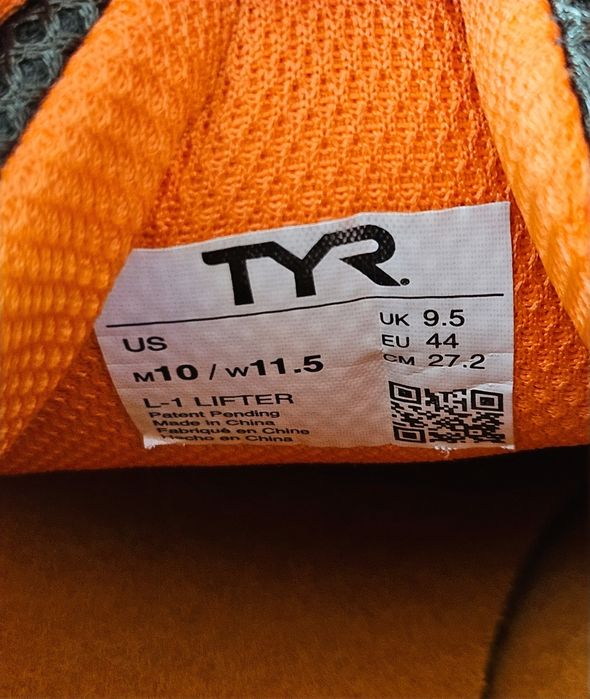 TYR
US
M10 / W11.5
UK 9.5
EU 44
CM 27.2
L-1 LIFTER
Patent Pending
Made in China
Fabriqué en Chine
Hecho en China